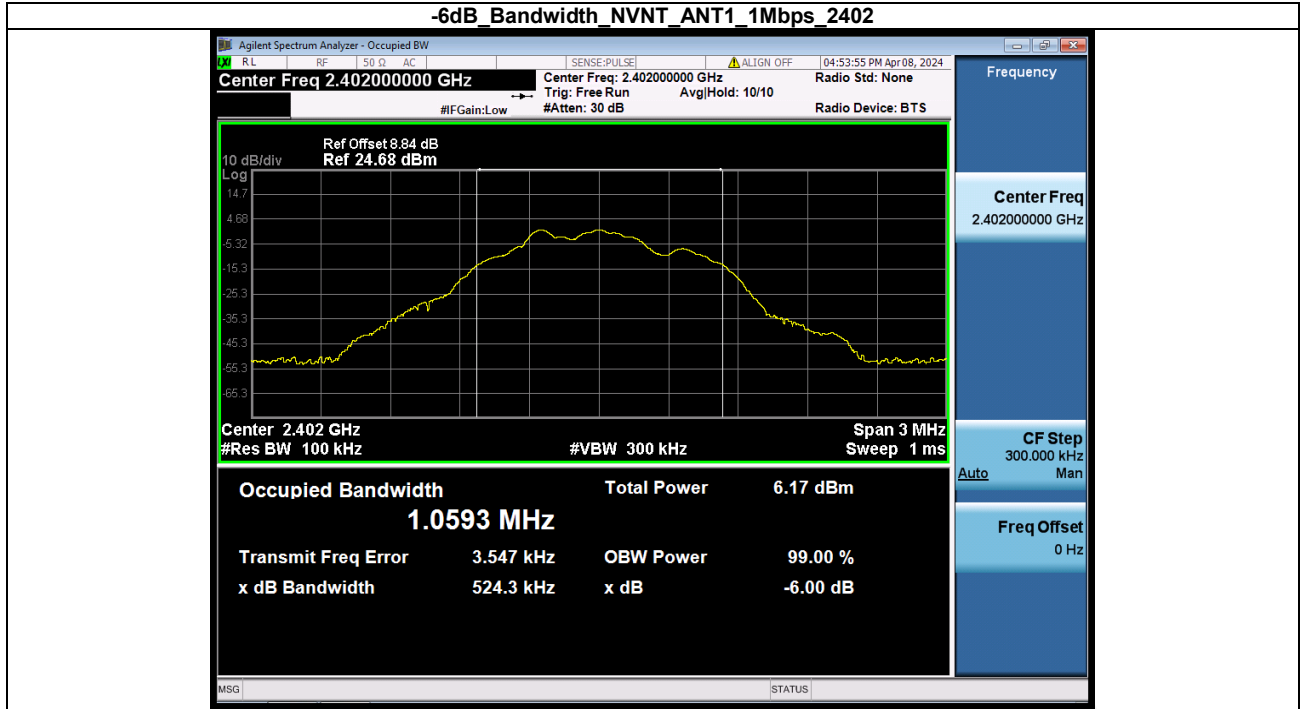 -6dB_Bandwidth_NVNT_ANT1_1Mbps_2402
Agilent Spectrum Analyzer - Occupied BW
LXI RL RF 50 Ω AC SENSE:PULSE ALIGN OFF 04:53:55 PM Apr 08, 2024
Center Freq 2.402000000 GHz
Center Freq: 2.402000000 GHz Radio Std: None
Trig: Free Run Avg|Hold: 10/10
#IFGain:Low #Atten: 30 dB Radio Device: BTS
Ref Offset 8.84 dB
10 dB/div Ref 24.68 dBm
Log
14.7
4.68
-5.32
-15.3
-25.3
-35.3
-45.3
-55.3
-65.3
Center 2.402 GHz Span 3 MHz
#Res BW 100 kHz #VBW 300 kHz Sweep 1 ms
Occupied Bandwidth Total Power 6.17 dBm
1.0593 MHz
Transmit Freq Error 3.547 kHz OBW Power 99.00 %
x dB Bandwidth 524.3 kHz x dB -6.00 dB
MSG STATUS
Frequency
Center Freq
2.402000000 GHz
CF Step
300.000 kHz
Auto Man
Freq Offset
0 Hz